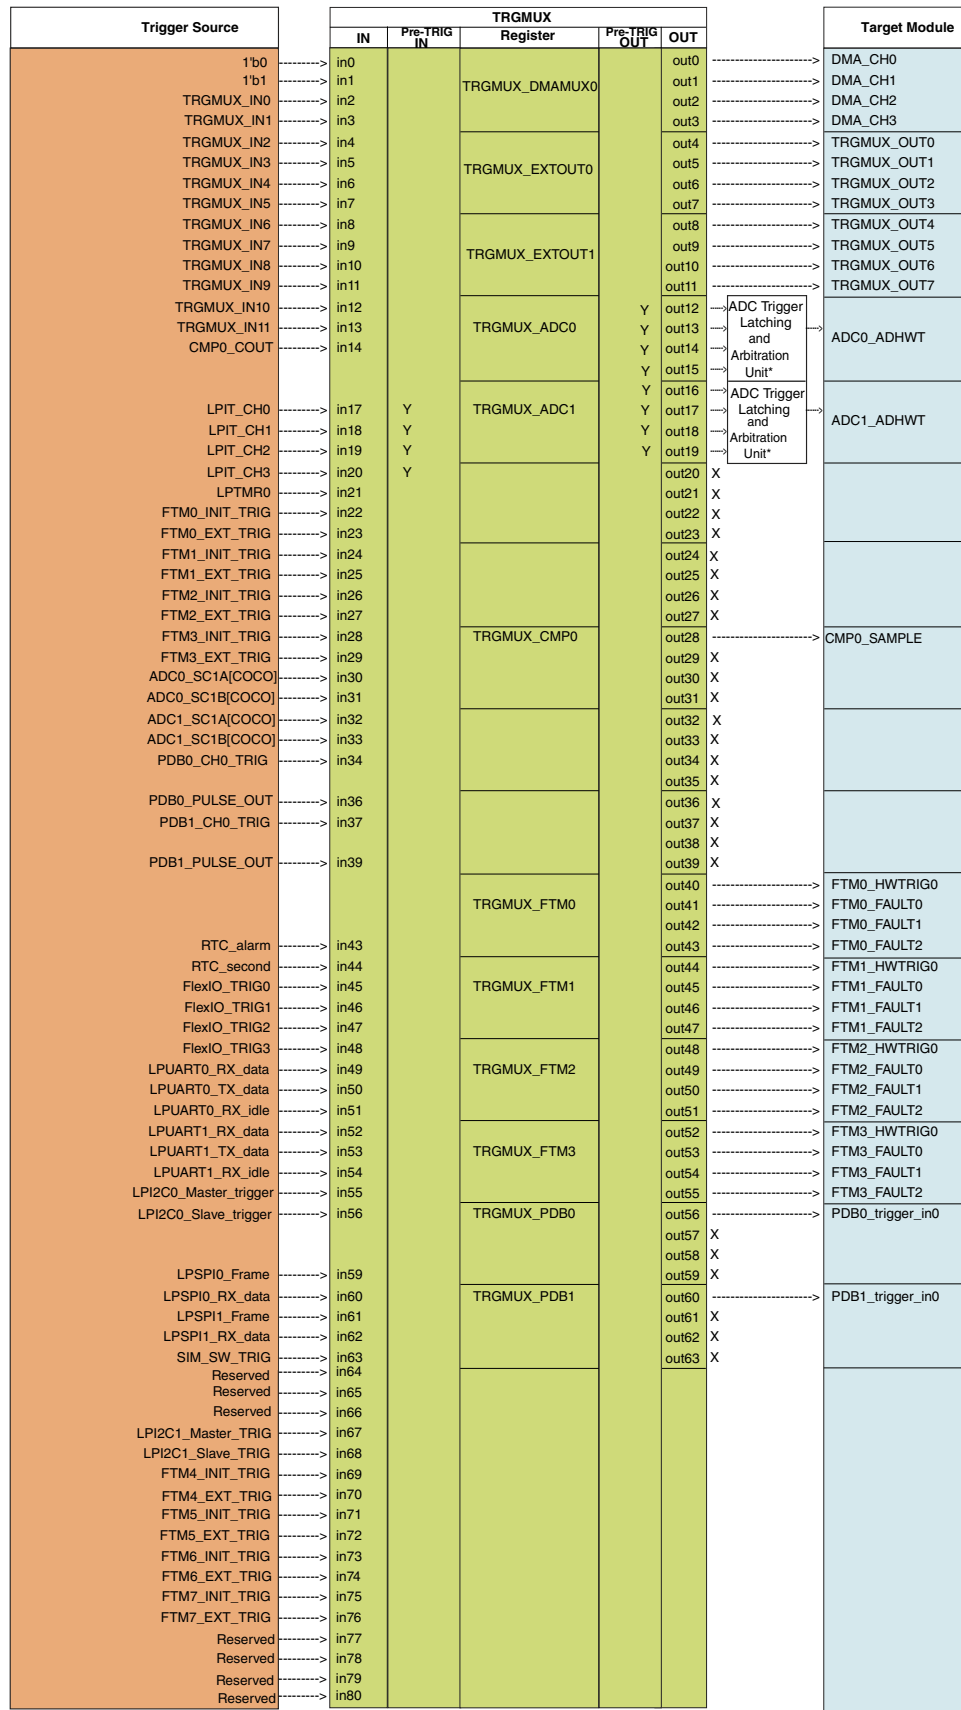 Trigger Source TRGMUX Target Module
IN Pre-TRIG IN Register Pre-TRIG OUT OUT
1'b0 --------> in0 TRGMUX_DMAMUX0 out0 --------> DMA_CH0
1'b1 --------> in1 out1 --------> DMA_CH1
TRGMUX_IN0 --------> in2 out2 --------> DMA_CH2
TRGMUX_IN1 --------> in3 out3 --------> DMA_CH3
TRGMUX_IN2 --------> in4 TRGMUX_EXTOUT0 out4 --------> TRGMUX_OUT0
TRGMUX_IN3 --------> in5 out5 --------> TRGMUX_OUT1
TRGMUX_IN4 --------> in6 out6 --------> TRGMUX_OUT2
TRGMUX_IN5 --------> in7 out7 --------> TRGMUX_OUT3
TRGMUX_IN6 --------> in8 TRGMUX_EXTOUT1 out8 --------> TRGMUX_OUT4
TRGMUX_IN7 --------> in9 out9 --------> TRGMUX_OUT5
TRGMUX_IN8 --------> in10 out10 --------> TRGMUX_OUT6
TRGMUX_IN9 --------> in11 out11 --------> TRGMUX_OUT7
TRGMUX_IN10 --------> in12 Y out12 ----> ADC Trigger
TRGMUX_IN11 --------> in13 TRGMUX_ADC0 Y out13 ----> Latching ---->
CMP0_COUT --------> in14 Y out14 ----> and ADC0_ADHWT
Y out15 ----> Arbitration
Unit*
Y out16 ----> ADC Trigger
LPIT_CH0 --------> in17 Y TRGMUX_ADC1 Y out17 ----> Latching ---->
LPIT_CH1 --------> in18 Y Y out18 ----> and ADC1_ADHWT
LPIT_CH2 --------> in19 Y Y out19 ----> Arbitration
Unit*
LPIT_CH3 --------> in20 Y out20 X
LPTMR0 --------> in21 out21 X
FTM0_INIT_TRIG --------> in22 out22 X
FTM0_EXT_TRIG --------> in23 out23 X
FTM1_INIT_TRIG --------> in24 out24 X
FTM1_EXT_TRIG --------> in25 out25 X
FTM2_INIT_TRIG --------> in26 out26 X
FTM2_EXT_TRIG --------> in27 out27 X
FTM3_INIT_TRIG --------> in28 TRGMUX_CMP0 out28 --------> CMP0_SAMPLE
FTM3_EXT_TRIG --------> in29 out29 X
ADC0_SC1A[COCO] --------> in30 out30 X
ADC0_SC1B[COCO] --------> in31 out31 X
ADC1_SC1A[COCO] --------> in32 out32 X
ADC1_SC1B[COCO] --------> in33 out33 X
PDB0_CH0_TRIG --------> in34 out34 X
out35 X
PDB0_PULSE_OUT --------> in36 out36 X
PDB1_CH0_TRIG --------> in37 out37 X
out38 X
PDB1_PULSE_OUT --------> in39 out39 X
out40 --------> FTM0_HWTRIG0
TRGMUX_FTM0 out41 --------> FTM0_FAULT0
out42 --------> FTM0_FAULT1
RTC_alarm --------> in43 out43 --------> FTM0_FAULT2
RTC_second --------> in44 out44 --------> FTM1_HWTRIG0
FlexIO_TRIG0 --------> in45 TRGMUX_FTM1 out45 --------> FTM1_FAULT0
FlexIO_TRIG1 --------> in46 out46 --------> FTM1_FAULT1
FlexIO_TRIG2 --------> in47 out47 --------> FTM1_FAULT2
FlexIO_TRIG3 --------> in48 out48 --------> FTM2_HWTRIG0
LPUART0_RX_data --------> in49 TRGMUX_FTM2 out49 --------> FTM2_FAULT0
LPUART0_TX_data --------> in50 out50 --------> FTM2_FAULT1
LPUART0_RX_idle --------> in51 out51 --------> FTM2_FAULT2
LPUART1_RX_data --------> in52 out52 --------> FTM3_HWTRIG0
LPUART1_TX_data --------> in53 TRGMUX_FTM3 out53 --------> FTM3_FAULT0
LPUART1_RX_idle --------> in54 out54 --------> FTM3_FAULT1
LPI2C0_Master_trigger --------> in55 out55 --------> FTM3_FAULT2
LPI2C0_Slave_trigger --------> in56 TRGMUX_PDB0 out56 --------> PDB0_trigger_in0
out57 X
out58 X
LPSPI0_Frame --------> in59 out59 X
LPSPI0_RX_data --------> in60 TRGMUX_PDB1 out60 --------> PDB1_trigger_in0
LPSPI1_Frame --------> in61 out61 X
LPSPI1_RX_data --------> in62 out62 X
SIM_SW_TRIG --------> in63 out63 X
Reserved --------> in64
Reserved --------> in65
Reserved --------> in66
LPI2C1_Master_TRIG --------> in67
LPI2C1_Slave_TRIG --------> in68
FTM4_INIT_TRIG --------> in69
FTM4_EXT_TRIG --------> in70
FTM5_INIT_TRIG --------> in71
FTM5_EXT_TRIG --------> in72
FTM6_INIT_TRIG --------> in73
FTM6_EXT_TRIG --------> in74
FTM7_INIT_TRIG --------> in75
FTM7_EXT_TRIG --------> in76
Reserved --------> in77
Reserved --------> in78
Reserved --------> in79
Reserved --------> in80